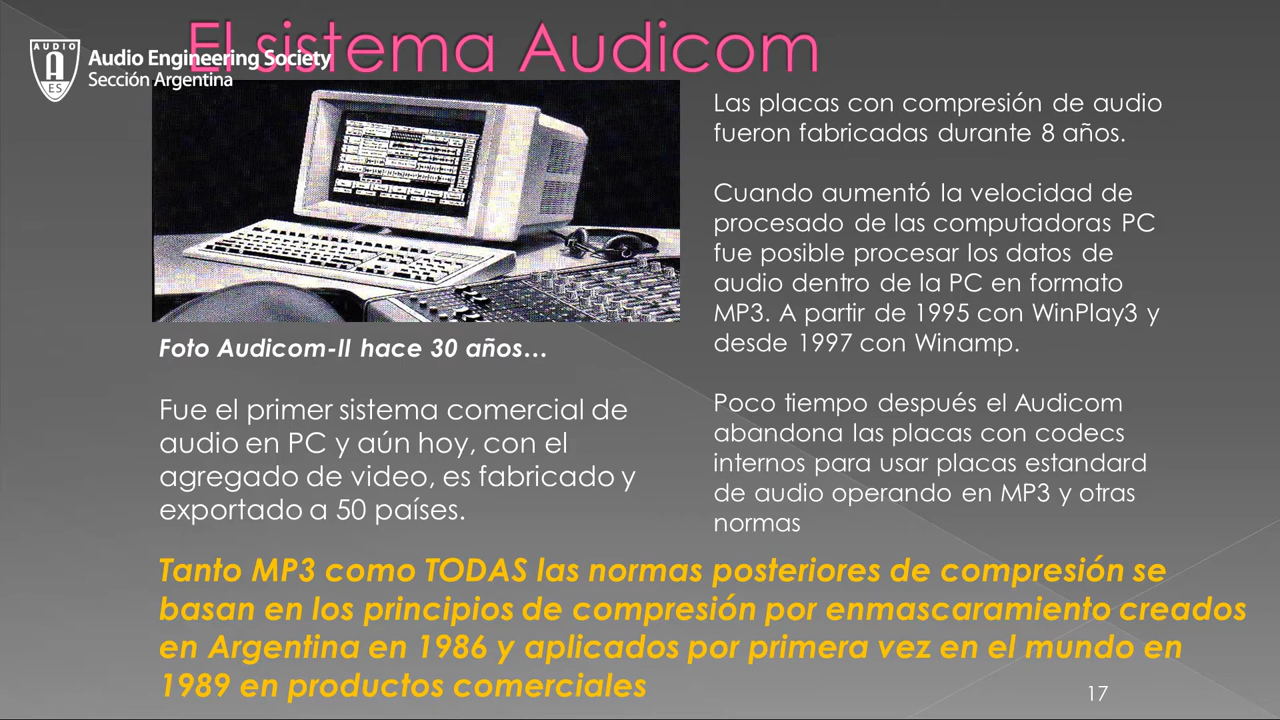 El sistema Audicom
AUDIO
ES
Audio Engineering Society
Sección Argentina
Foto Audicom-II hace 30 años...
Fue el primer sistema comercial de
audio en PC y aún hoy, con el
agregado de video, es fabricado y
exportado a 50 países.
Las placas con compresión de audio
fueron fabricadas durante 8 años.
Cuando aumentó la velocidad de
procesado de las computadoras PC
fue posible procesar los datos de
audio dentro de la PC en formato
MP3. A partir de 1995 con WinPlay3 y
desde 1997 con Winamp.
Poco tiempo después el Audicom
abandona las placas con codecs
internos para usar placas estandard
de audio operando en MP3 y otras
normas
Tanto MP3 como TODAS las normas posteriores de compresión se
basan en los principios de compresión por enmascaramiento creados
en Argentina en 1986 y aplicados por primera vez en el mundo en
1989 en productos comerciales
17